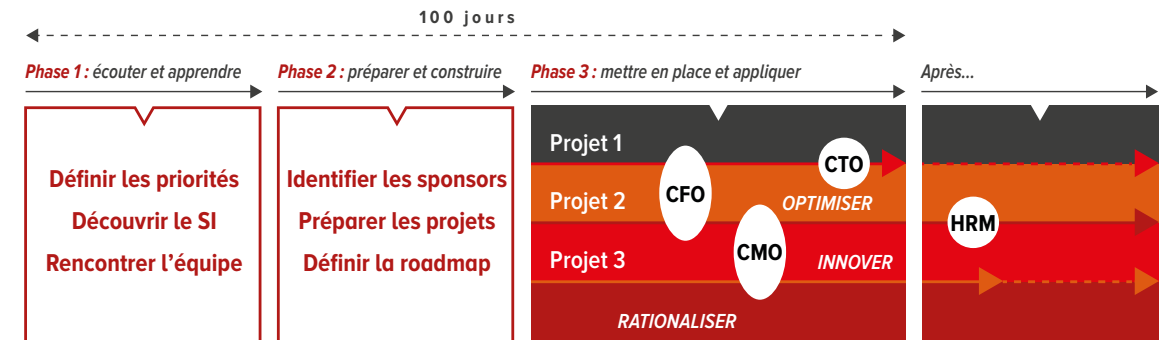 100 jours
Phase 1 : écouter et apprendre
Phase 2 : préparer et construire
Phase 3 : mettre en place et appliquer
Après...
Définir les priorités
Découvrir le SI
Rencontrer l'équipe
Identifier les sponsors
Préparer les projets
Définir la roadmap
Projet 1
CTO
Projet 2
CFO
OPTIMISER
Projet 3
CMO
INNOVER
RATIONALISER
HRM